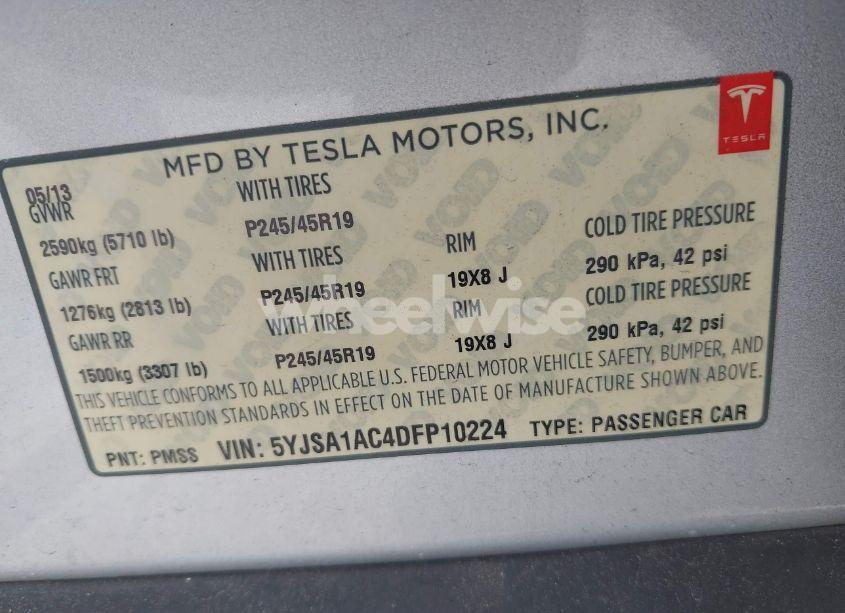 TESLA
MFD BY TESLA MOTORS, INC.
05/13
GVWR WITH TIRES
2590kg (5710 lb) P245/45R19
GAWR FRT WITH TIRES RIM COLD TIRE PRESSURE
1276kg (2813 lb) P245/45R19 19X8 J 290 kPa, 42 psi
GAWR RR WITH TIRES RIM COLD TIRE PRESSURE
1500kg (3307 lb) P245/45R19 19X8 J 290 kPa, 42 psi
THIS VEHICLE CONFORMS TO ALL APPLICABLE U.S. FEDERAL MOTOR VEHICLE SAFETY, BUMPER, AND
THEFT PREVENTION STANDARDS IN EFFECT ON THE DATE OF MANUFACTURE SHOWN ABOVE.
PNT: PMSS VIN: 5YJSA1AC4DFP10224 TYPE: PASSENGER CAR
wheelwise
VOID